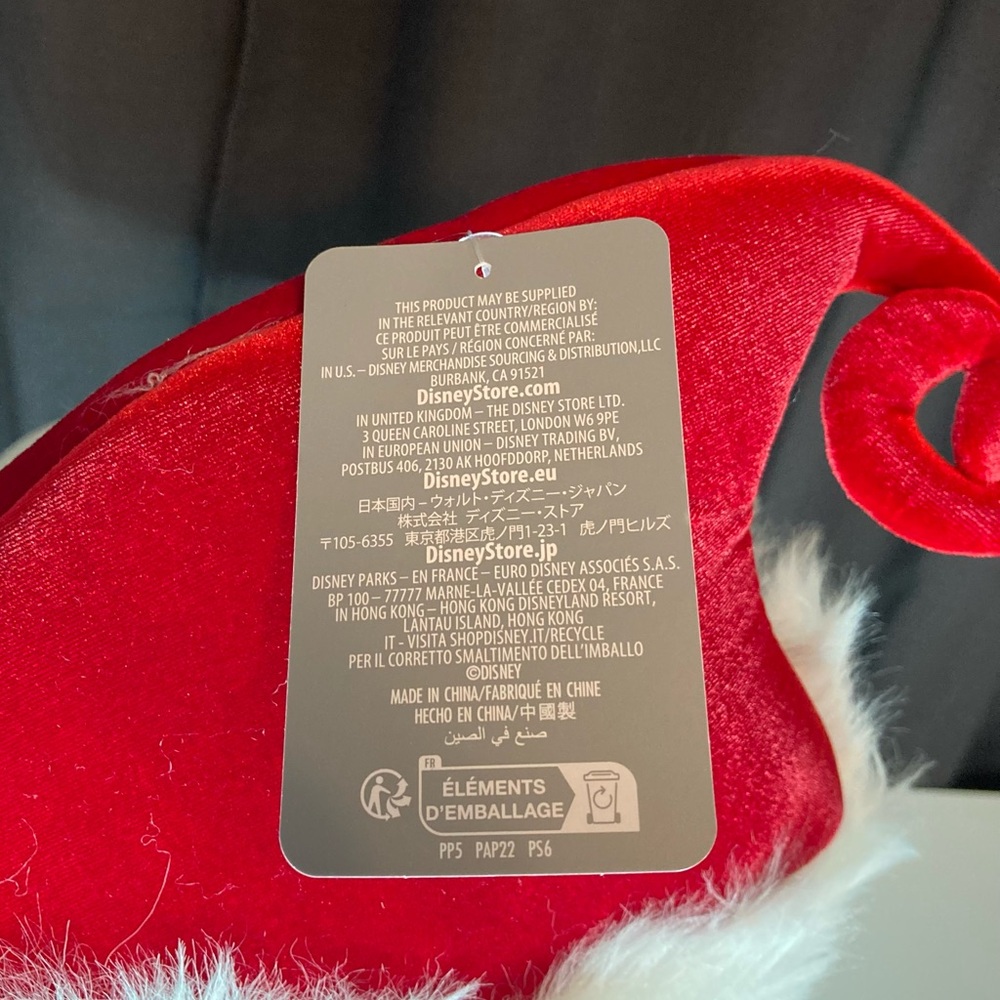 THIS PRODUCT MAY BE SUPPLIED
IN THE RELEVANT COUNTRY/REGION BY:
CE PRODUIT PEUT ÊTRE COMMERCIALISÉ
SUR LE PAYS / RÉGION CONCERNÉ PAR:
IN U.S. – DISNEY MERCHANDISE SOURCING & DISTRIBUTION,LLC
BURBANK, CA 91521
DisneyStore.com
IN UNITED KINGDOM – THE DISNEY STORE LTD.
3 QUEEN CAROLINE STREET, LONDON W6 9PE
IN EUROPEAN UNION – DISNEY TRADING BV,
POSTBUS 406, 2130 AK HOOFDDORP, NETHERLANDS
DisneyStore.eu
日本国内 – ウォルト・ディズニー・ジャパン
株式会社 ディズニー・ストア
〒105-6355 東京都港区虎ノ門1-23-1 虎ノ門ヒルズ
DisneyStore.jp
DISNEY PARKS – EN FRANCE – EURO DISNEY ASSOCIÉS S.A.S.
BP 100 – 77777 MARNE-LA-VALLÉE CEDEX 04, FRANCE
IN HONG KONG – HONG KONG DISNEYLAND RESORT,
LANTAU ISLAND, HONG KONG
IT - VISITA SHOPDISNEY.IT/RECYCLE
PER IL CORRETTO SMALTIMENTO DELL'IMBALLO
©DISNEY
MADE IN CHINA/FABRIQUÉ EN CHINE
HECHO EN CHINA/中國製
صنع في الصين
FR
ÉLÉMENTS
D'EMBALLAGE
PP5 PAP22 PS6